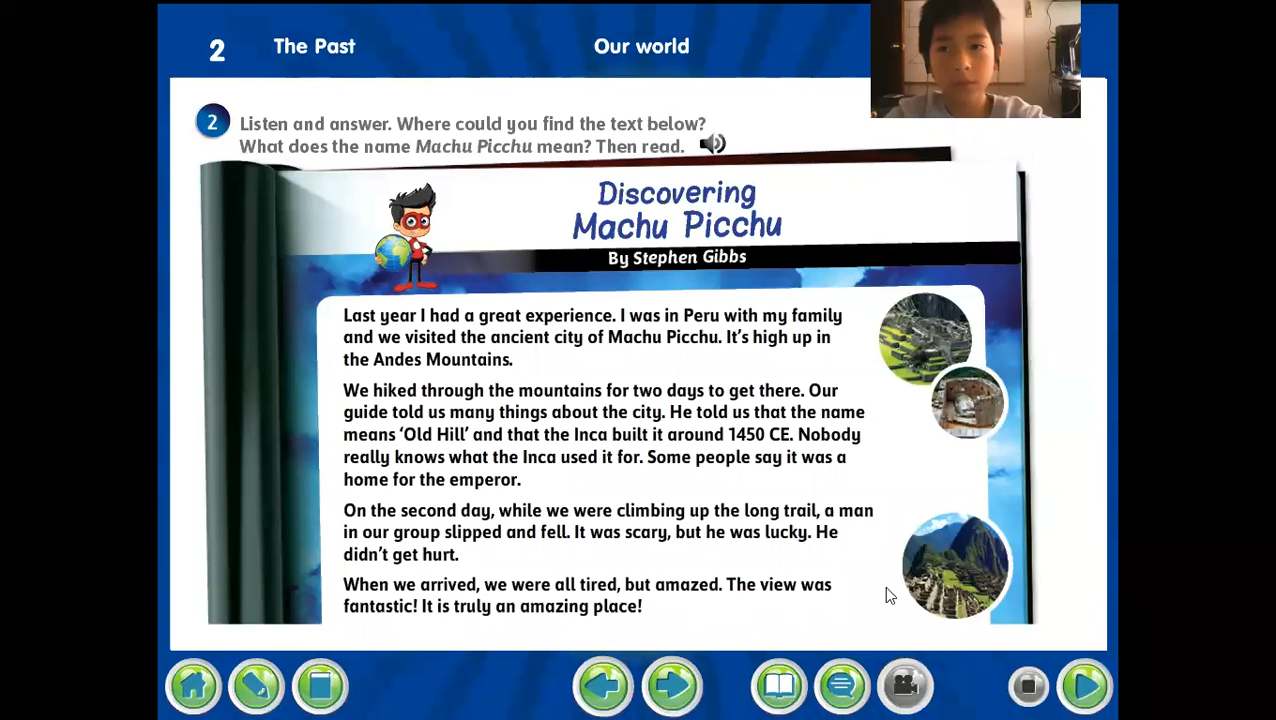 2 The Past Our world
2 Listen and answer. Where could you find the text below?
What does the name Machu Picchu mean? Then read.
Discovering
Machu Picchu
By Stephen Gibbs
Last year I had a great experience. I was in Peru with my family
and we visited the ancient city of Machu Picchu. It's high up in
the Andes Mountains.
We hiked through the mountains for two days to get there. Our
guide told us many things about the city. He told us that the name
means ‘Old Hill’ and that the Inca built it around 1450 CE. Nobody
really knows what the Inca used it for. Some people say it was a
home for the emperor.
On the second day, while we were climbing up the long trail, a man
in our group slipped and fell. It was scary, but he was lucky. He
didn't get hurt.
When we arrived, we were all tired, but amazed. The view was
fantastic! It is truly an amazing place!